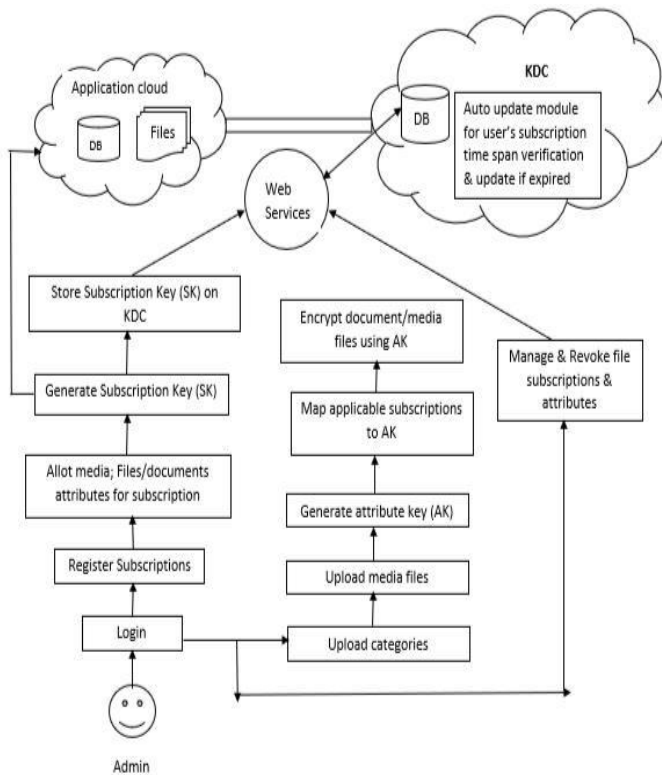 KDC
Application cloud
DB
Files
DB
Auto update module
for user's subscription
time span verification
& update if expired
Web
Services
Store Subscription Key (SK) on
KDC
Encrypt document/media
files using AK
Manage & Revoke file
subscriptions &
attributes
Generate Subscription Key (SK)
Map applicable subscriptions
to AK
Allot media; Files/documents
attributes for subscription
Generate attribute key (AK)
Register Subscriptions
Upload media files
Login
Upload categories
Admin